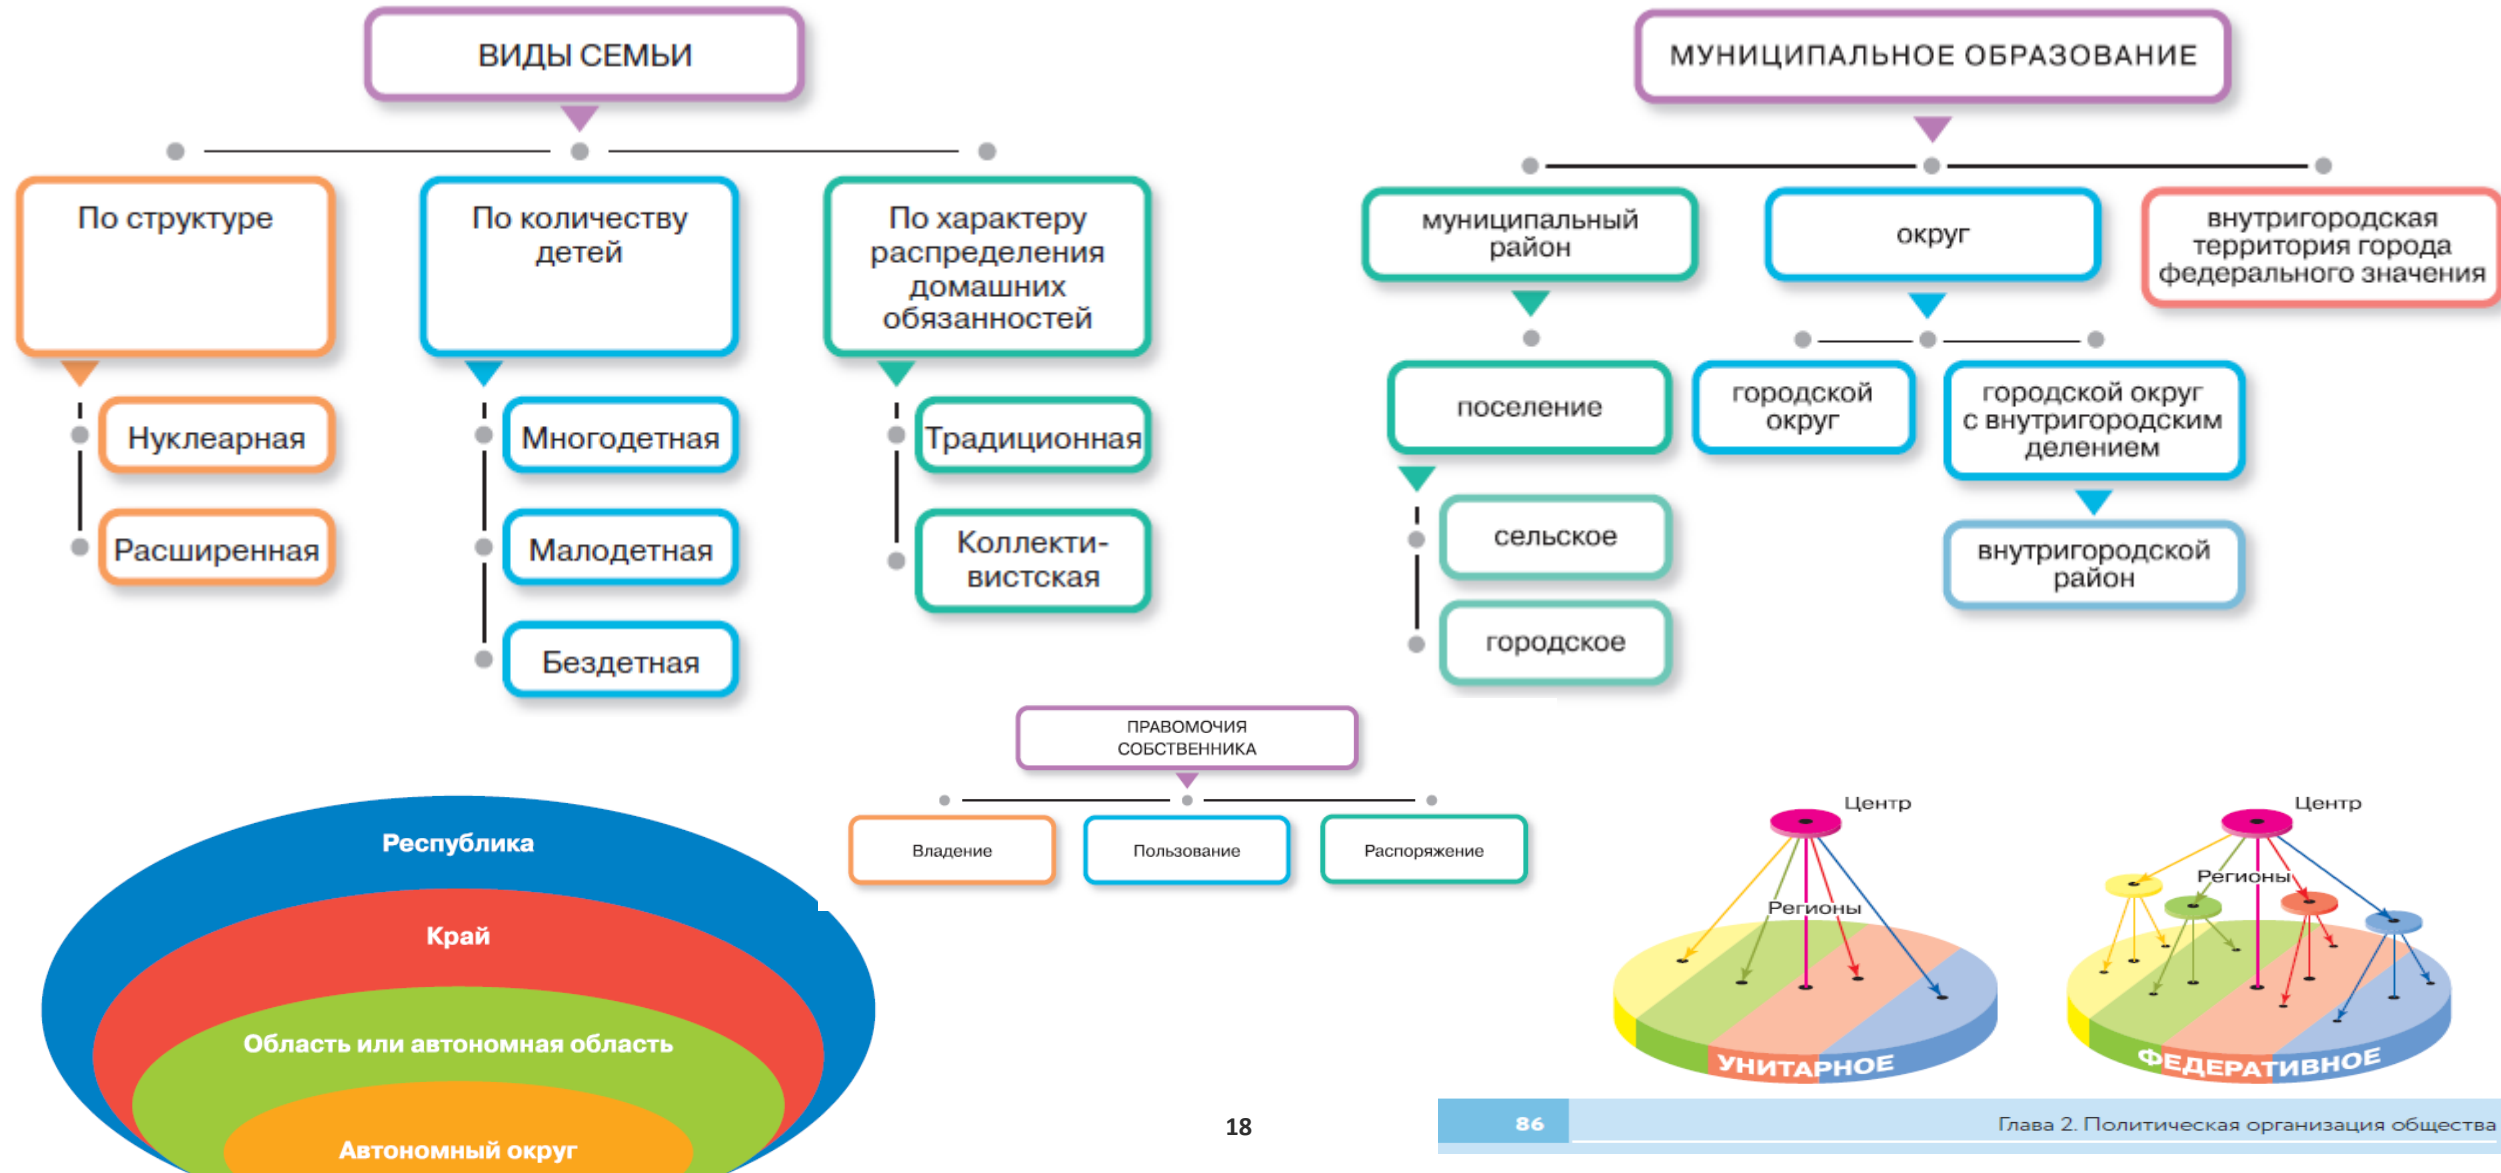 ВИДЫ СЕМЬИ
По структуре
Нуклеарная
Расширенная
По количеству
детей
Многодетная
Малодетная
Бездетная
По характеру
распределения
домашних
обязанностей
Традиционная
Коллекти-
вистская
МУНИЦИПАЛЬНОЕ ОБРАЗОВАНИЕ
муниципальный
район
поселение
сельское
городское
округ
городской
округ
городской округ
с внутригородским
делением
внутригородской
район
внутригородская
территория города
федерального значения
ПРАВОМОЧИЯ
СОБСТВЕННИКА
Владение
Пользование
Распоряжение
Республика
Край
Область или автономная область
Автономный округ
Центр
Регионы
УНИТАРНОЕ
Центр
Регионы
ФЕДЕРАТИВНОЕ
18
86
Глава 2. Политическая организация общества